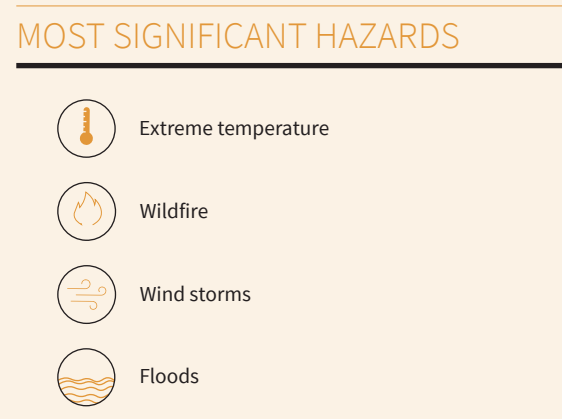 MOST SIGNIFICANT HAZARDS
Extreme temperature
Wildfire
Wind storms
Floods